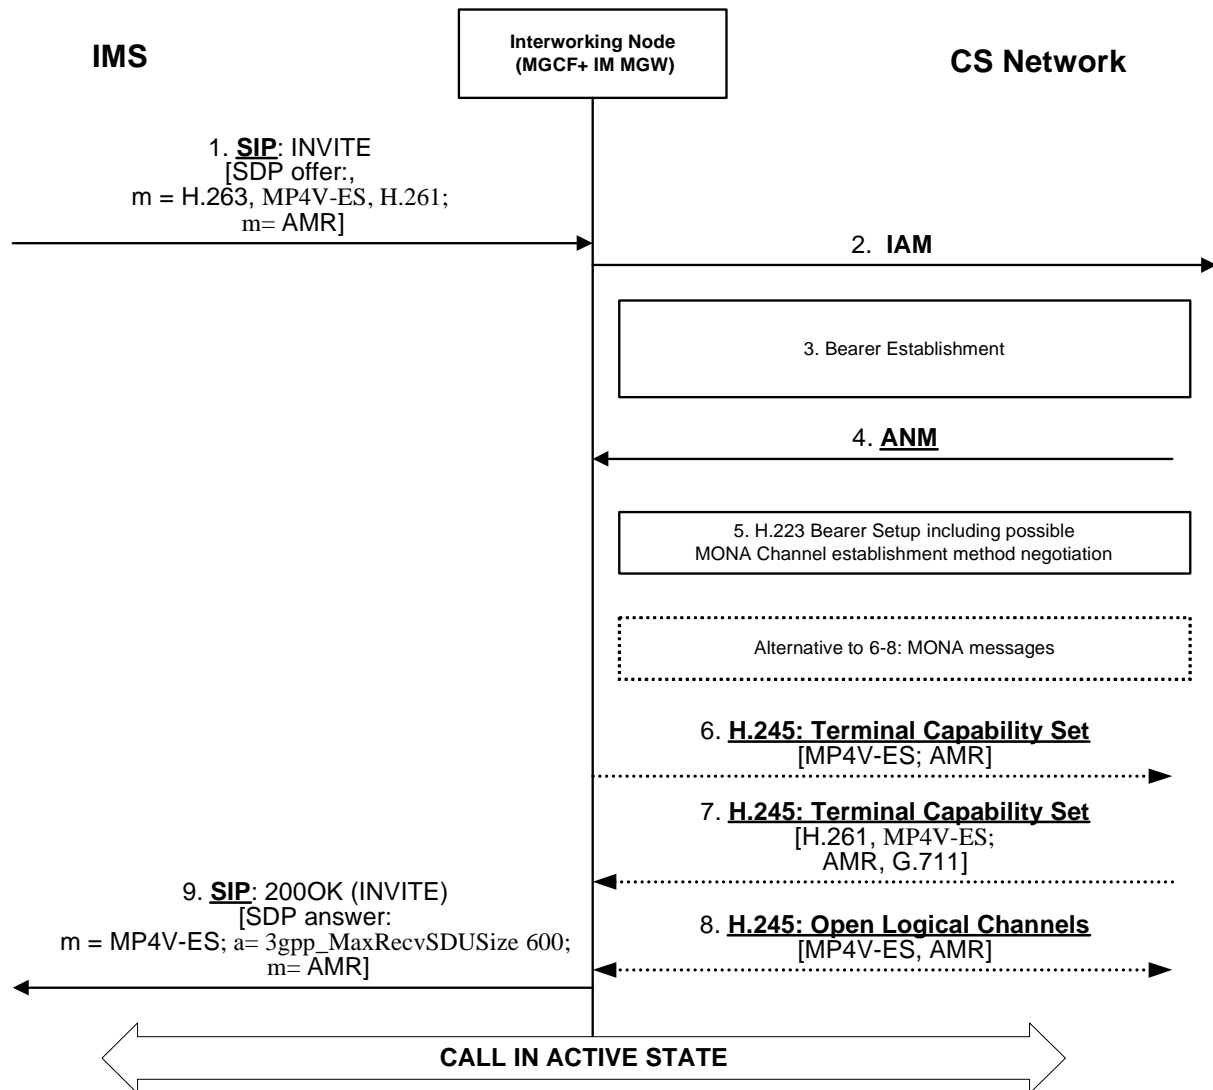 IMS
Interworking Node
(MGCF+ IM MGW)
CS Network
1. SIP: INVITE
[SDP offer:,
m = H.263, MP4V-ES, H.261;
m= AMR]
2. IAM
3. Bearer Establishment
4. ANM
5. H.223 Bearer Setup including possible
MONA Channel establishment method negotiation
Alternative to 6-8: MONA messages
6. H.245: Terminal Capability Set
[MP4V-ES; AMR]
7. H.245: Terminal Capability Set
[H.261, MP4V-ES;
AMR, G.711]
9. SIP: 200OK (INVITE)
[SDP answer:
m = MP4V-ES; a= 3gpp_MaxRecvSDUSize 600;
m= AMR]
8. H.245: Open Logical Channels
[MP4V-ES, AMR]
CALL IN ACTIVE STATE